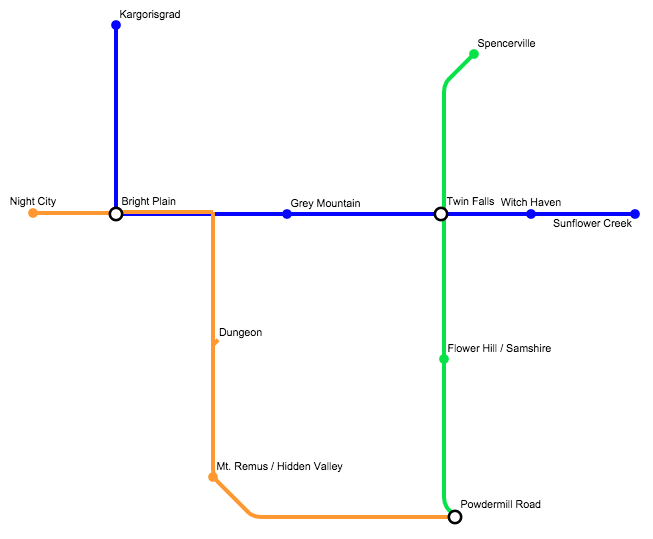 Kargorisgrad
Spencerville
Night City
Bright Plain
Grey Mountain
Twin Falls
Witch Haven
Sunflower Creek
Dungeon
Flower Hill / Samshire
Mt. Remus / Hidden Valley
Powdermill Road